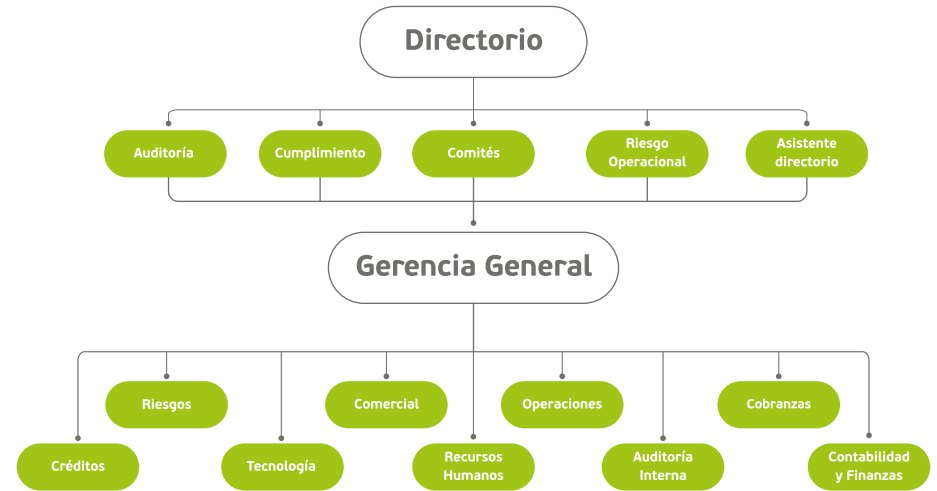 Directorio
Auditoría
Cumplimiento
Comités
Riesgo
Operacional
Asistente
directorio
Gerencia General
Riesgos
Comercial
Operaciones
Cobranzas
Créditos
Tecnología
Recursos
Humanos
Auditoría
Interna
Contabilidad
y Finanzas